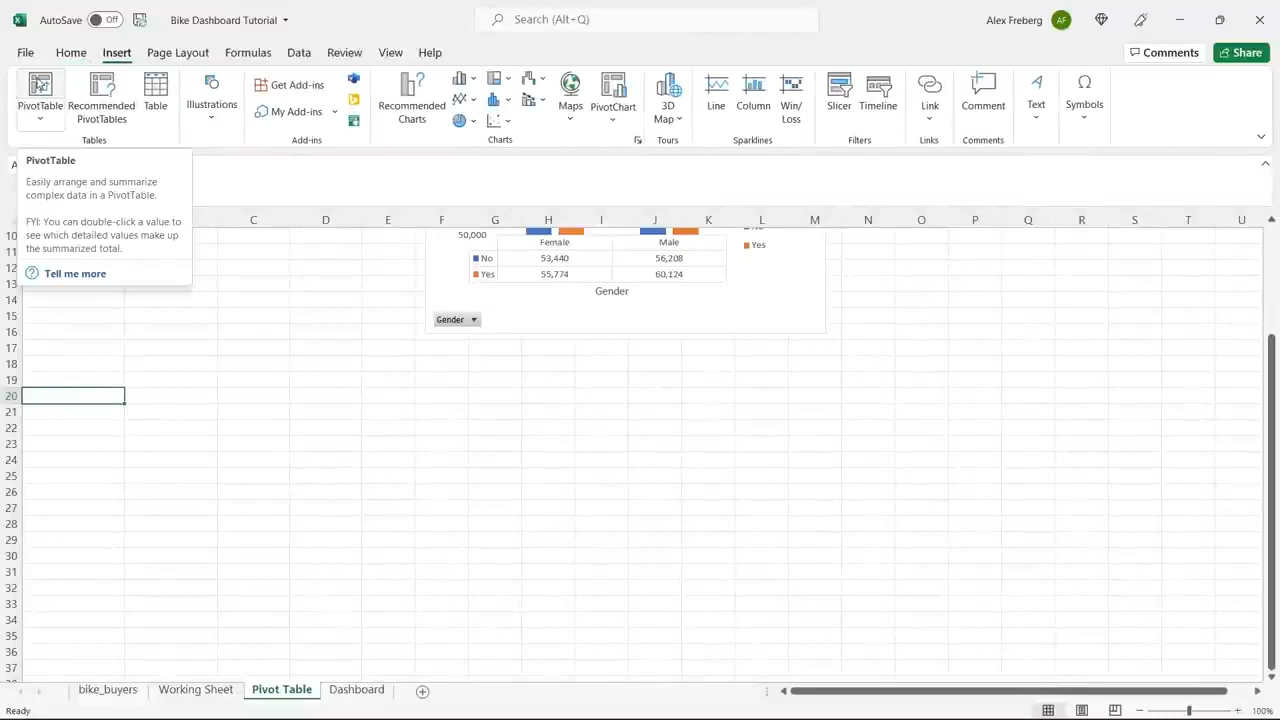 AutoSave Off Bike Dashboard Tutorial Search (Alt+Q) Alex Freberg AF
File Home Insert Page Layout Formulas Data Review View Help Comments Share
PivotTable
Recommended
PivotTables
Table
Illustrations
Get Add-ins
My Add-ins
Recommended
Charts
Maps
PivotChart
3D
Map
Line
Column
Win/
Loss
Slicer
Timeline
Link
Comment
Text
Symbols
Tables Add-ins Charts Tours Sparklines Filters Links Comments
PivotTable
Easily arrange and summarize
complex data in a PivotTable.
FYI: You can double-click a value to
see which detailed values make up
the summarized total.
? Tell me more
C D E F G H I J K L M N O P Q R S T U
50,000
Female Male
No 53,440 56,208
Yes 55,774 60,124
Gender
Gender
Yes
10
11
12
13
14
15
16
17
18
19
20
21
22
23
24
25
26
27
28
29
30
31
32
33
34
35
36
37
bike_buyers Working Sheet Pivot Table Dashboard
Ready 100%